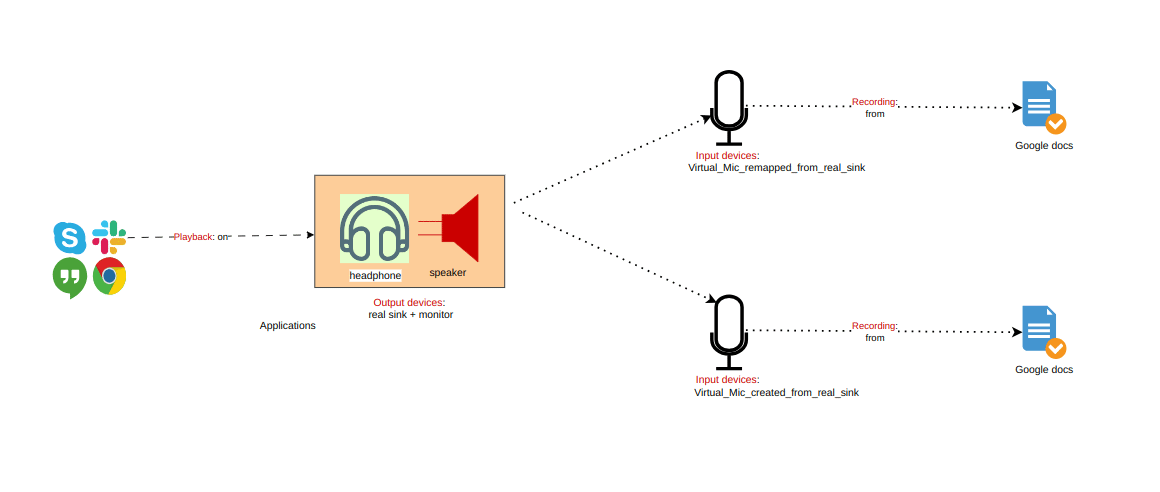 Recording:
from
Google docs
Input devices:
Virtual_Mic_remapped_from_real_sink
Playback: on
headphone
speaker
Output devices:
real sink + monitor
Applications
Recording:
from
Google docs
Input devices:
Virtual_Mic_created_from_real_sink